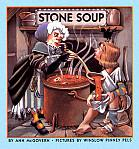 STONE SOUP
BY ANN McGOVERN • PICTURES BY WINSLOW PINNEY PELS